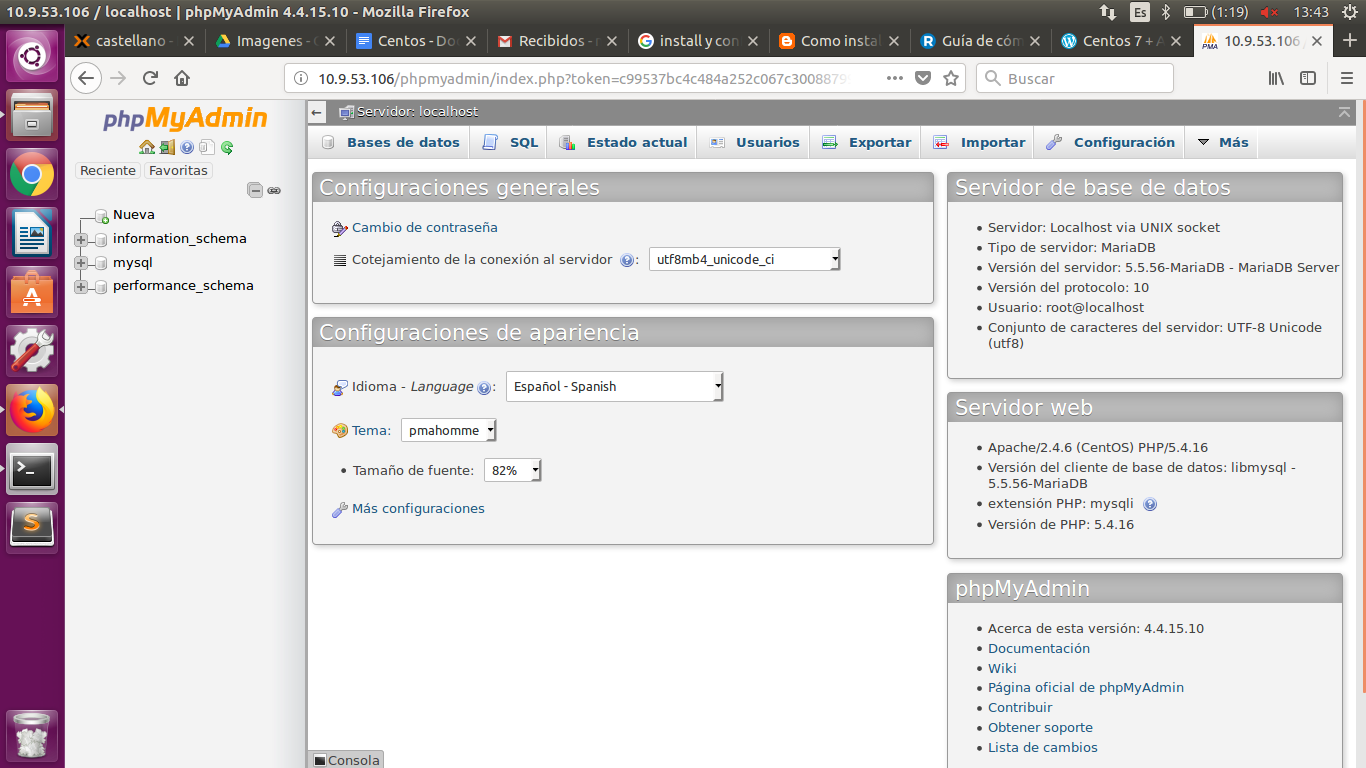 10.9.53.106 / localhost | phpMyAdmin 4.4.15.10 - Mozilla Firefox
Es
(1:19)
13:43
castellano -
Imagenes -
Centos - Do
Recibidos -
install y con
Como instal
Guía de cóm
Centos 7 + A
PMA
10.9.53.106
10.9.53.106/phpmyadmin/index.php?token=c99537bc4c484a252c067c300887
Buscar
phpMyAdmin
Reciente
Favoritas
Nueva
information_schema
mysql
performance_schema
Servidor: localhost
Bases de datos
SQL
Estado actual
Usuarios
Exportar
Importar
Configuración
Más
Configuraciones generales
Cambio de contraseña
Cotejamiento de la conexión al servidor : utf8mb4_unicode_ci
Configuraciones de apariencia
Idioma - Language : Español - Spanish
Tema: pmahomme
• Tamaño de fuente: 82%
Más configuraciones
Servidor de base de datos
• Servidor: Localhost via UNIX socket
• Tipo de servidor: MariaDB
• Versión del servidor: 5.5.56-MariaDB - MariaDB Server
• Versión del protocolo: 10
• Usuario: root@localhost
• Conjunto de caracteres del servidor: UTF-8 Unicode
(utf8)
Servidor web
• Apache/2.4.6 (CentOS) PHP/5.4.16
• Versión del cliente de base de datos: libmysql -
5.5.56-MariaDB
• extensión PHP: mysqli
• Versión de PHP: 5.4.16
phpMyAdmin
• Acerca de esta versión: 4.4.15.10
• Documentación
• Wiki
• Página oficial de phpMyAdmin
• Contribuir
• Obtener soporte
• Lista de cambios
Consola